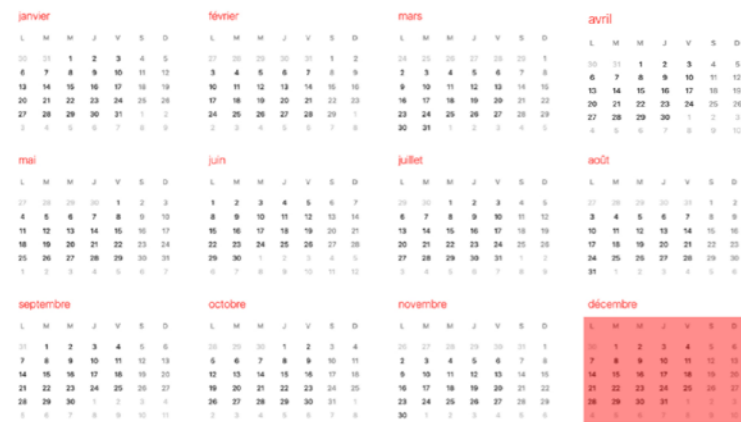 janvier
L M M J V S D
30 31 1 2 3 4 5
6 7 8 9 10 11 12
13 14 15 16 17 18 19
20 21 22 23 24 25 26
27 28 29 30 31 1 2
3 4 5 6 7 8 9
février
L M M J V S D
27 28 29 30 31 1 2
3 4 5 6 7 8 9
10 11 12 13 14 15 16
17 18 19 20 21 22 23
24 25 26 27 28 29 1
2 3 4 5 6 7 8
mars
L M M J V S D
24 25 26 27 28 29 1
2 3 4 5 6 7 8
9 10 11 12 13 14 15
16 17 18 19 20 21 22
23 24 25 26 27 28 29
30 31 1 2 3 4 5
avril
L M M J V S D
30 31 1 2 3 4 5
6 7 8 9 10 11 12
13 14 15 16 17 18 19
20 21 22 23 24 25 26
27 28 29 30 1 2 3
4 5 6 7 8 9 10
mai
L M M J V S D
27 28 29 30 1 2 3
4 5 6 7 8 9 10
11 12 13 14 15 16 17
18 19 20 21 22 23 24
25 26 27 28 29 30 31
1 2 3 4 5 6 7
juin
L M M J V S D
1 2 3 4 5 6 7
8 9 10 11 12 13 14
15 16 17 18 19 20 21
22 23 24 25 26 27 28
29 30 1 2 3 4 5
6 7 8 9 10 11 12
juillet
L M M J V S D
29 30 1 2 3 4 5
6 7 8 9 10 11 12
13 14 15 16 17 18 19
20 21 22 23 24 25 26
27 28 29 30 31 1 2
3 4 5 6 7 8 9
août
L M M J V S D
27 28 29 30 31 1 2
3 4 5 6 7 8 9
10 11 12 13 14 15 16
17 18 19 20 21 22 23
24 25 26 27 28 29 30
31 1 2 3 4 5 6
septembre
L M M J V S D
31 1 2 3 4 5 6
7 8 9 10 11 12 13
14 15 16 17 18 19 20
21 22 23 24 25 26 27
28 29 30 1 2 3 4
5 6 7 8 9 10 11
octobre
L M M J V S D
28 29 30 1 2 3 4
5 6 7 8 9 10 11
12 13 14 15 16 17 18
19 20 21 22 23 24 25
26 27 28 29 30 31 1
2 3 4 5 6 7 8
novembre
L M M J V S D
26 27 28 29 30 31 1
2 3 4 5 6 7 8
9 10 11 12 13 14 15
16 17 18 19 20 21 22
23 24 25 26 27 28 29
30 1 2 3 4 5 6
décembre
L M M J V S D
30 1 2 3 4 5 6
7 8 9 10 11 12 13
14 15 16 17 18 19 20
21 22 23 24 25 26 27
28 29 30 31 1 2 3
4 5 6 7 8 9 10